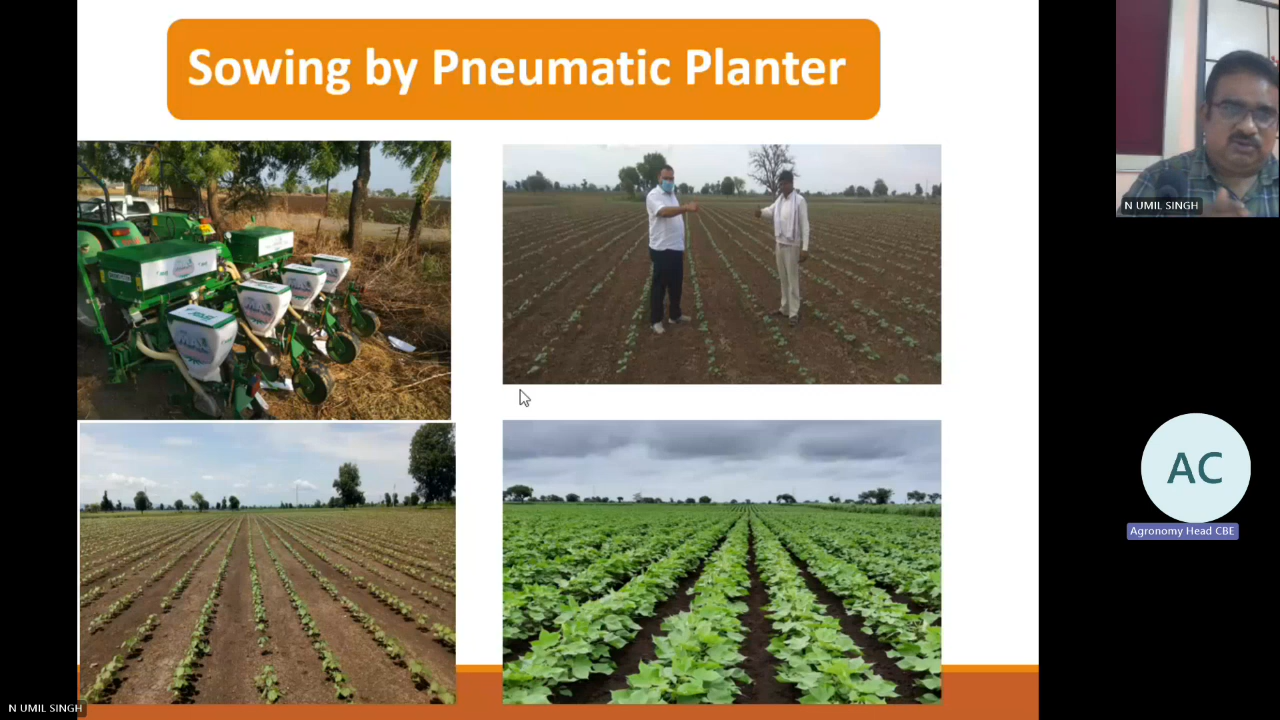 Sowing by Pneumatic Planter
N UMIL SINGH
AC
Agronomy Head CBE
N UMIL SINGH